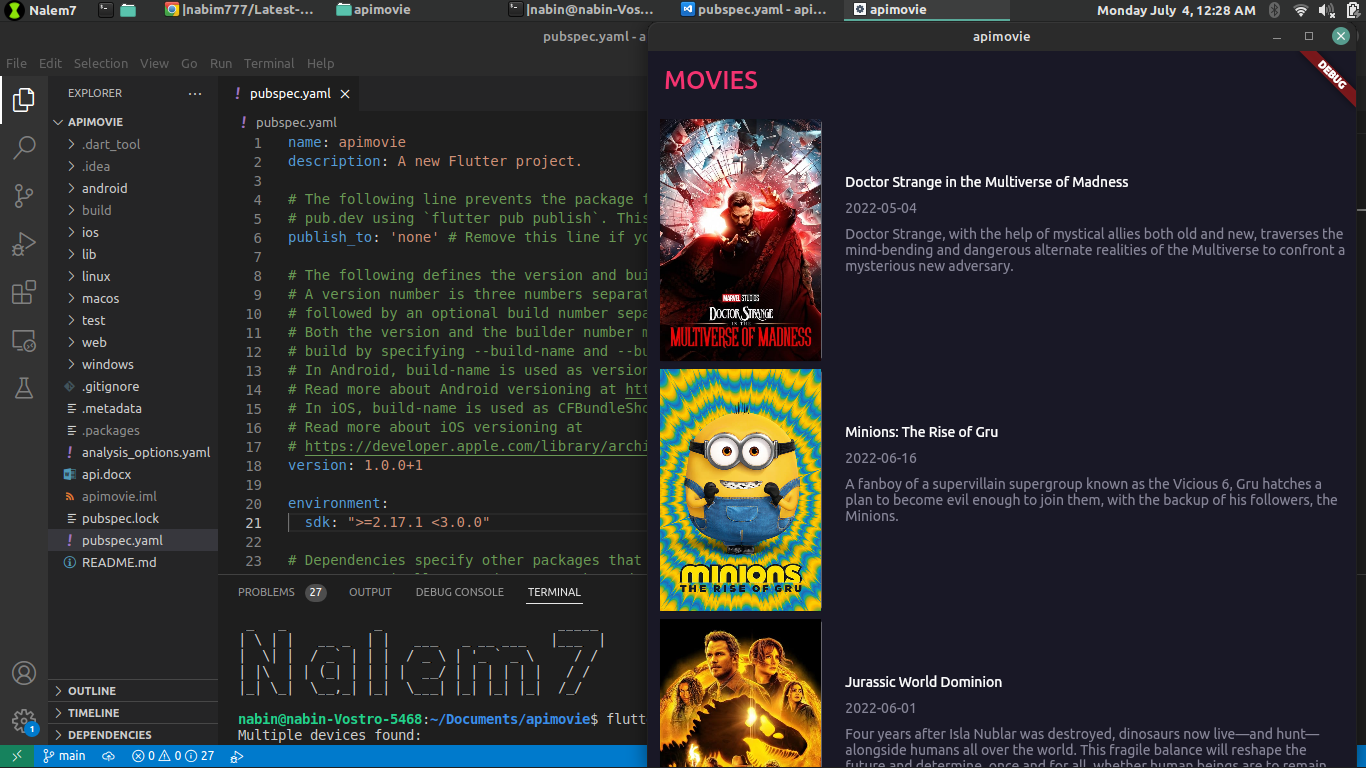 Nalem7
|nabim777/Latest-...
apimovie
|nabin@nabin-Vos...
pubspec.yaml - api...
apimovie
Monday July 4, 12:28 AM
pubspec.yaml - a
apimovie
File Edit Selection View Go Run Terminal Help
EXPLORER
APIMOVIE
.dart_tool
.idea
android
build
ios
lib
linux
macos
test
web
windows
.gitignore
.metadata
.packages
analysis_options.yaml
api.docx
apimovie.iml
pubspec.lock
pubspec.yaml
README.md
OUTLINE
TIMELINE
DEPENDENCIES
pubspec.yaml
pubspec.yaml
1 name: apimovie
2 description: A new Flutter project.
3
4 # The following line prevents the package f
5 # pub.dev using `flutter pub publish`. This
6 publish_to: 'none' # Remove this line if yo
7
8 # The following defines the version and bui
9 # A version number is three numbers separat
10 # followed by an optional build number sepa
11 # Both the version and the builder number m
12 # build by specifying --build-name and --bu
13 # In Android, build-name is used as version
14 # Read more about Android versioning at htt
15 # In iOS, build-name is used as CFBundleSho
16 # Read more about iOS versioning at
17 # https://developer.apple.com/library/archi
18 version: 1.0.0+1
19
20 environment:
21 sdk: ">=2.17.1 <3.0.0"
22
23 # Dependencies specify other packages that
PROBLEMS 27 OUTPUT DEBUG CONSOLE TERMINAL
Nalem7
nabin@nabin-Vostro-5468:~/Documents/apimovie$ flutt
Multiple devices found:
1
main 0 0 27
MOVIES
DEBUG
MARVEL STUDIOS
DOCTOR STRANGE
IN THE
MULTIVERSE OF MADNESS
Doctor Strange in the Multiverse of Madness
2022-05-04
Doctor Strange, with the help of mystical allies both old and new, traverses the
mind-bending and dangerous alternate realities of the Multiverse to confront a
mysterious new adversary.
MINIONS
THE RISE OF GRU
Minions: The Rise of Gru
2022-06-16
A fanboy of a supervillain supergroup known as the Vicious 6, Gru hatches a
plan to become evil enough to join them, with the backup of his followers, the
Minions.
Jurassic World Dominion
2022-06-01
Four years after Isla Nublar was destroyed, dinosaurs now live—and hunt—
alongside humans all over the world. This fragile balance will reshape the
future and determine, once and for all, whether human beings are to remain